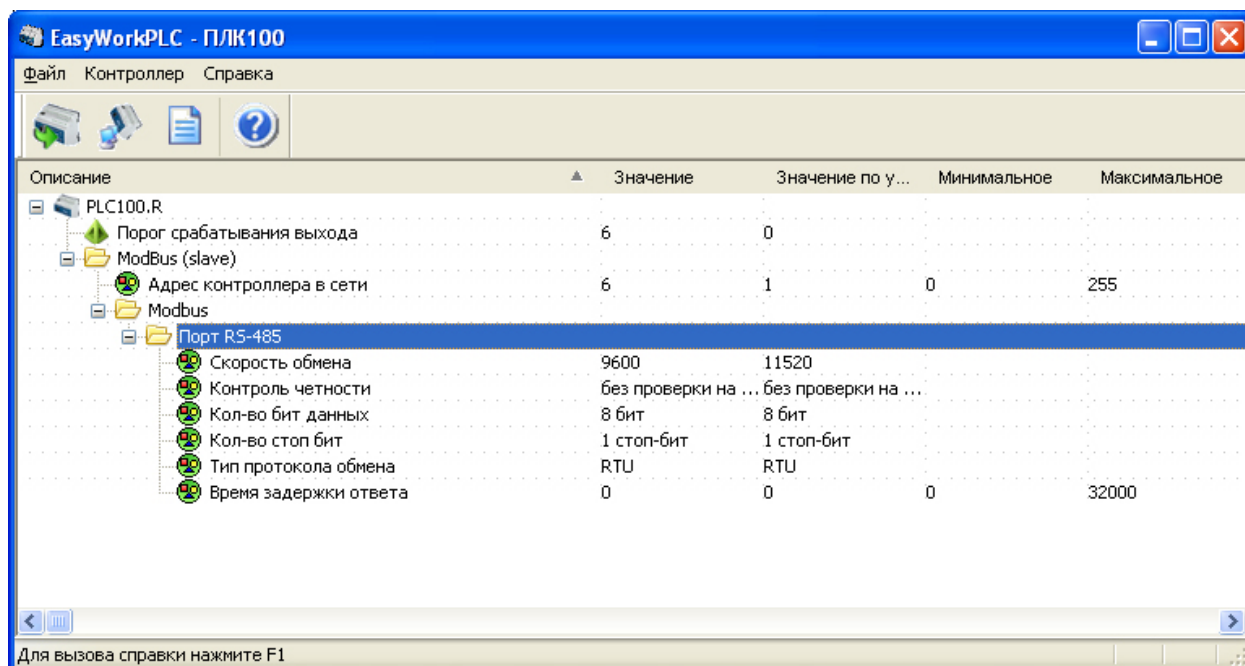 EasyWorkPLC - ПЛК100
Файл Контроллер Справка
Описание Значение Значение по у... Минимальное Максимальное
PLC100.R
Порог срабатывания выхода 6 0
ModBus (slave)
Адрес контроллера в сети 6 1 0 255
Modbus
Порт RS-485
Скорость обмена 9600 11520
Контроль четности без проверки на ... без проверки на ...
Кол-во бит данных 8 бит 8 бит
Кол-во стоп бит 1 стоп-бит 1 стоп-бит
Тип протокола обмена RTU RTU
Время задержки ответа 0 0 0 32000
Для вызова справки нажмите F1